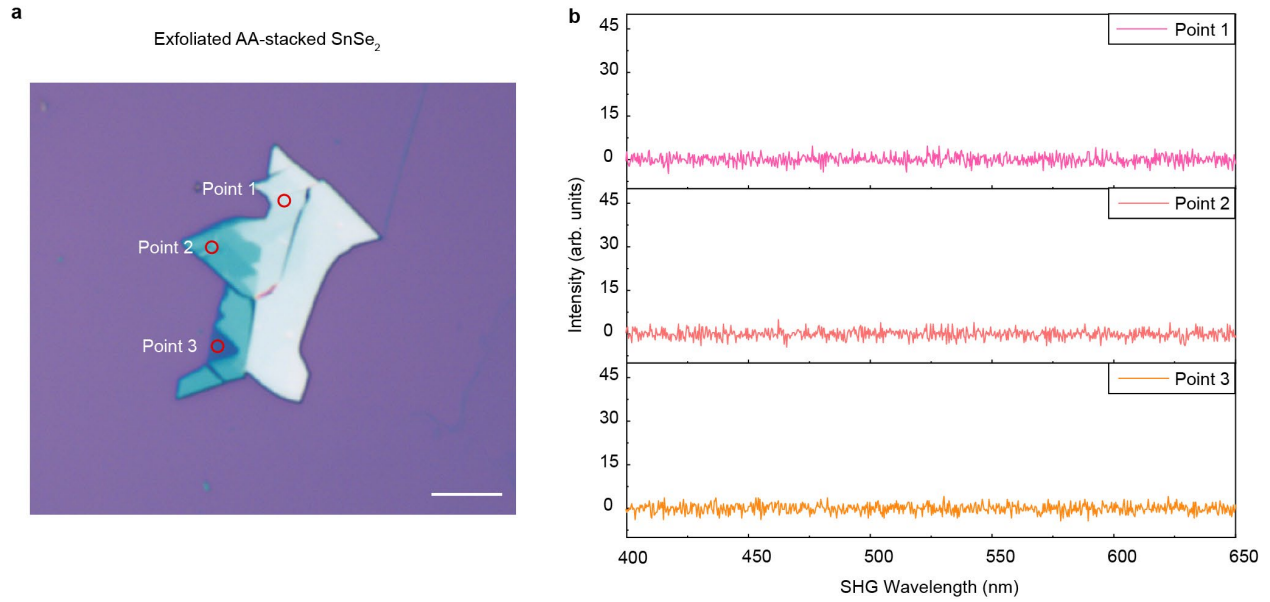 a
Exfoliated AA-stacked SnSe₂
Point 1
Point 2
Point 3
b
Intensity (arb. units)
45
30
15
0
Point 1
45
30
15
0
Point 2
45
30
15
0
Point 3
400 450 500 550 600 650
SHG Wavelength (nm)